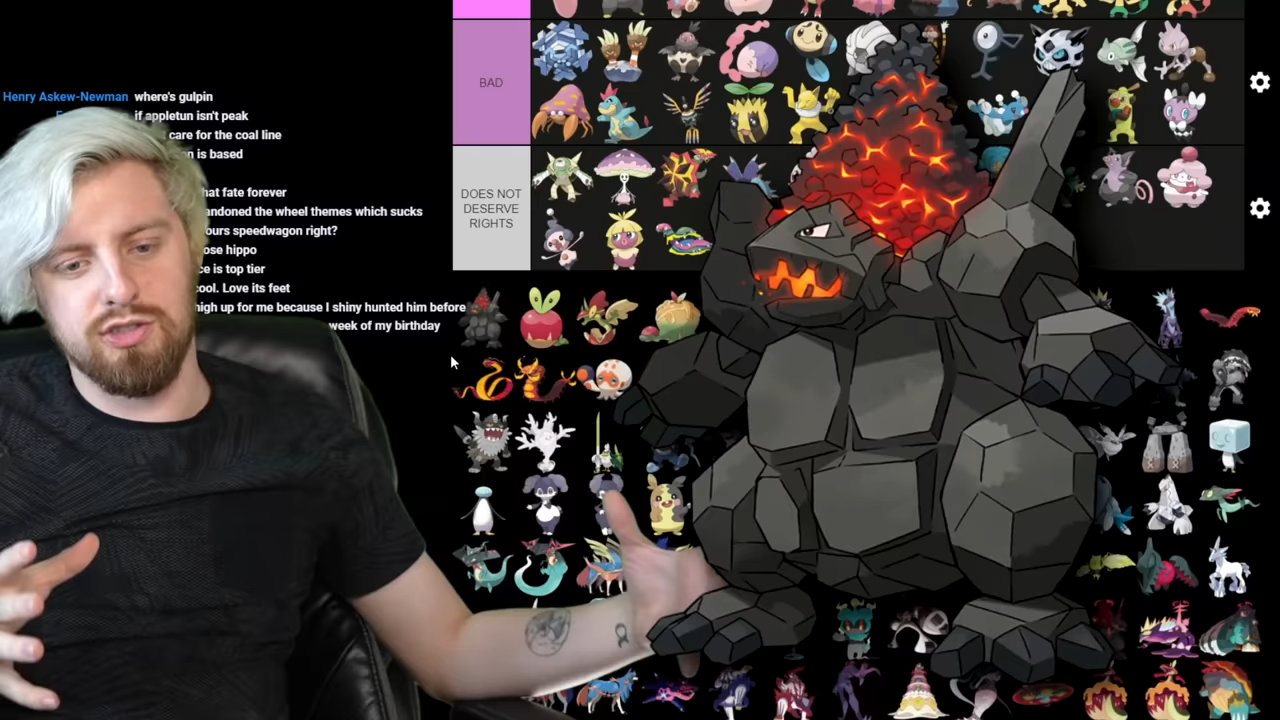 BAD
Henry Askew-Newman where's gulpin
if appletun isn't peak
care for the coal line
is based
DOES NOT
DESERVE
RIGHTS
hat fate forever
andoned the wheel themes which sucks
ours speedwagon right?
ose hippo
ce is top tier
cool. Love its feet
high up for me because I shiny hunted him before
week of my birthday